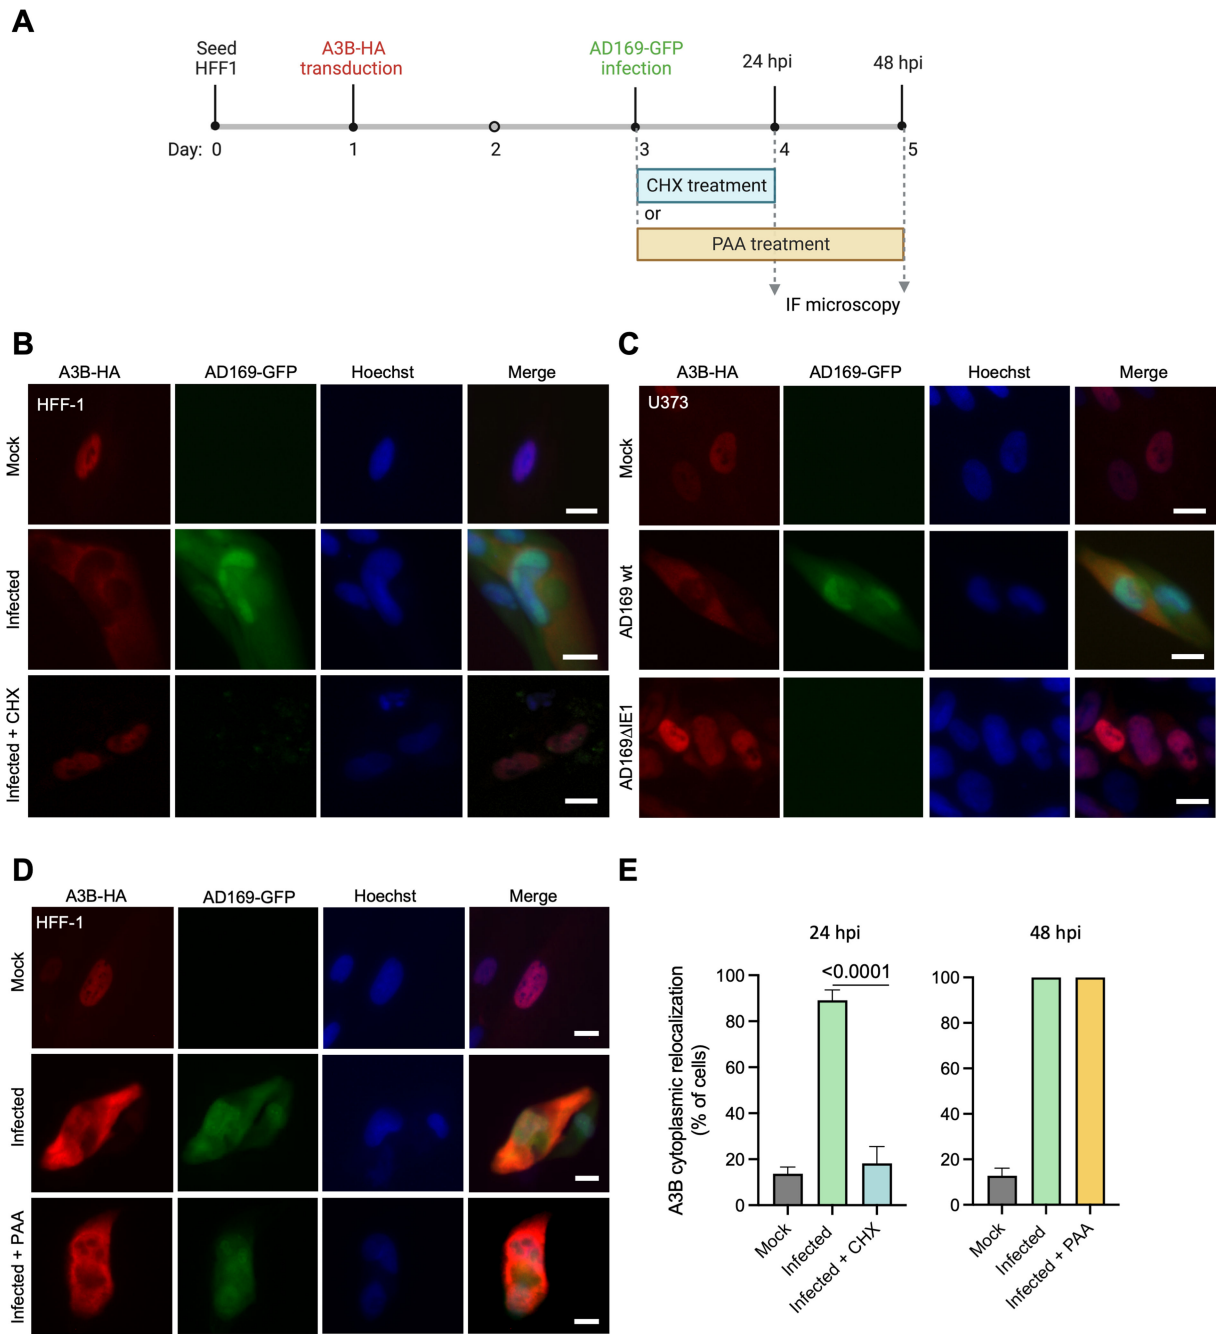 A
Seed
HFF1
A3B-HA
transduction
AD169-GFP
infection
24 hpi
48 hpi
Day: 0
1
2
3
4
5
CHX treatment
or
PAA treatment
IF microscopy
B
A3B-HA
AD169-GFP
Hoechst
Merge
HFF-1
Mock
Infected
Infected + CHX
C
A3B-HA
AD169-GFP
Hoechst
Merge
U373
Mock
AD169 wt
AD169ΔIE1
D
A3B-HA
AD169-GFP
Hoechst
Merge
HFF-1
Mock
Infected
Infected + PAA
E
24 hpi
48 hpi
A3B cytoplasmic relocalization
(% of cells)
<0.0001
100
80
60
40
20
0
Mock
Infected
Infected + CHX
100
80
60
40
20
0
Mock
Infected
Infected + PAA